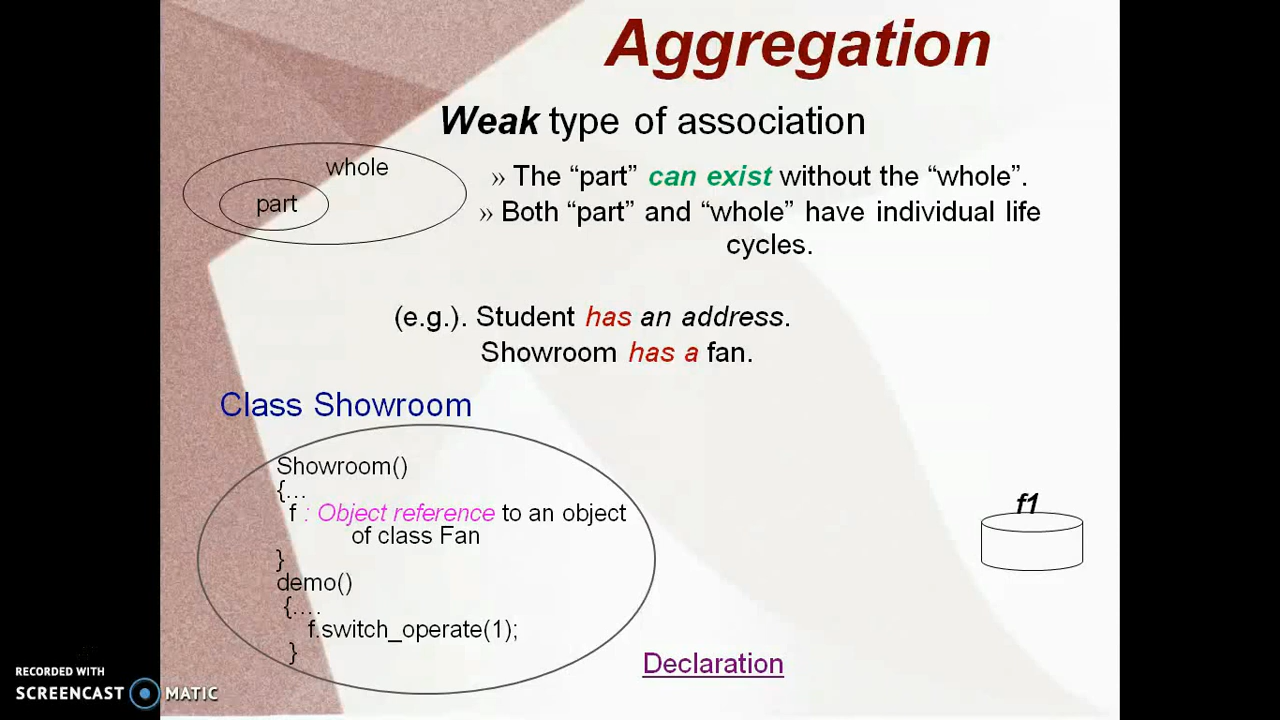 Aggregation
Weak type of association
whole
part
» The “part” can exist without the “whole”.
» Both “part” and “whole” have individual life
cycles.
(e.g.). Student has an address.
Showroom has a fan.
Class Showroom
Showroom()
{...
f : Object reference to an object
of class Fan
}
demo()
{....
f.switch_operate(1);
}
f1
Declaration
RECORDED WITH
SCREENCAST MATIC